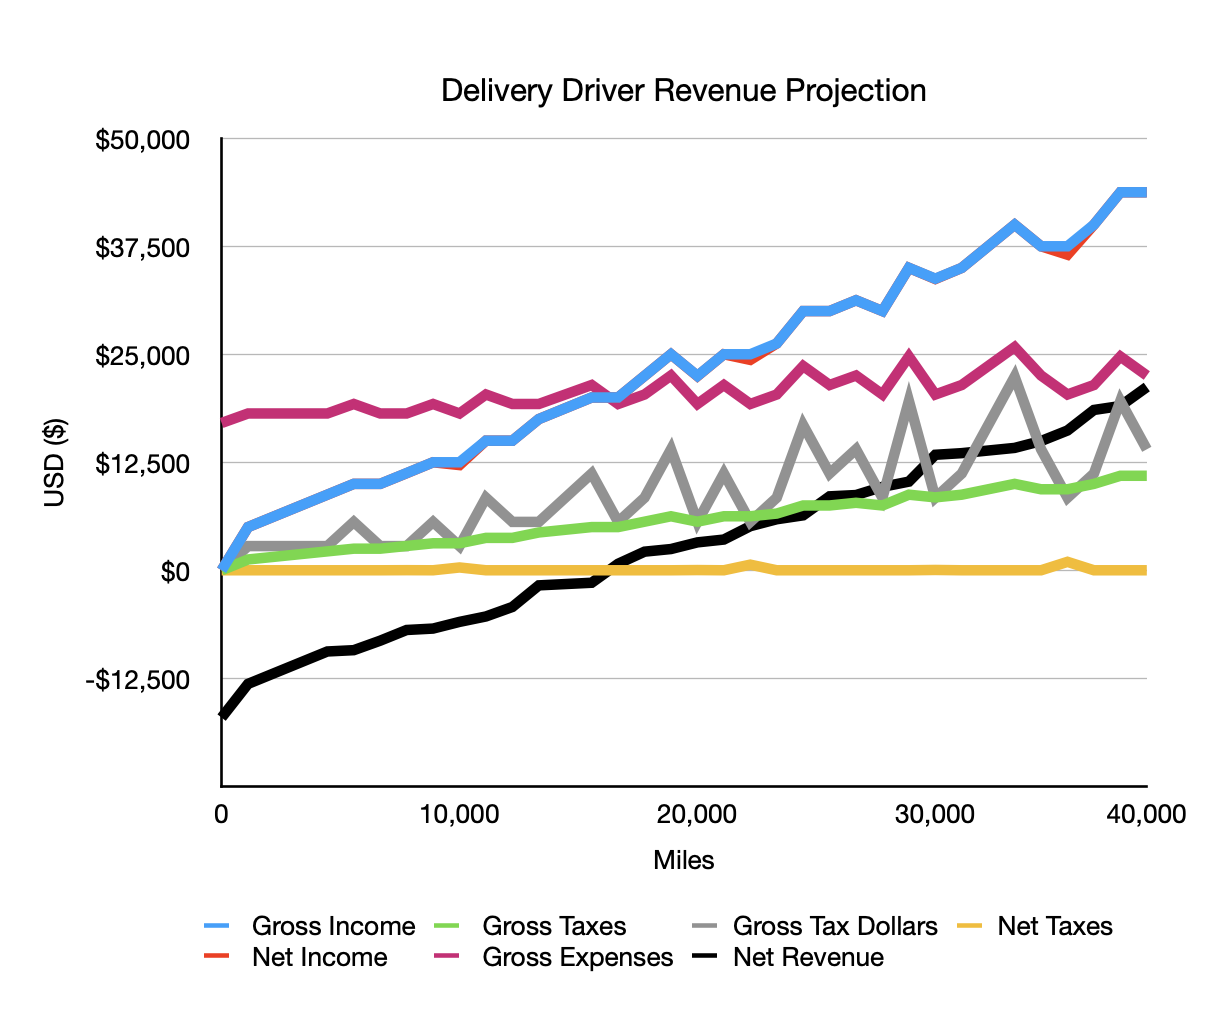 Delivery Driver Revenue Projection
$50,000
$37,500
$25,000
$12,500
$0
-$12,500
USD ($)
0 10,000 20,000 30,000 40,000
Miles
Gross Income Gross Taxes Gross Tax Dollars Net Taxes
Net Income Gross Expenses Net Revenue